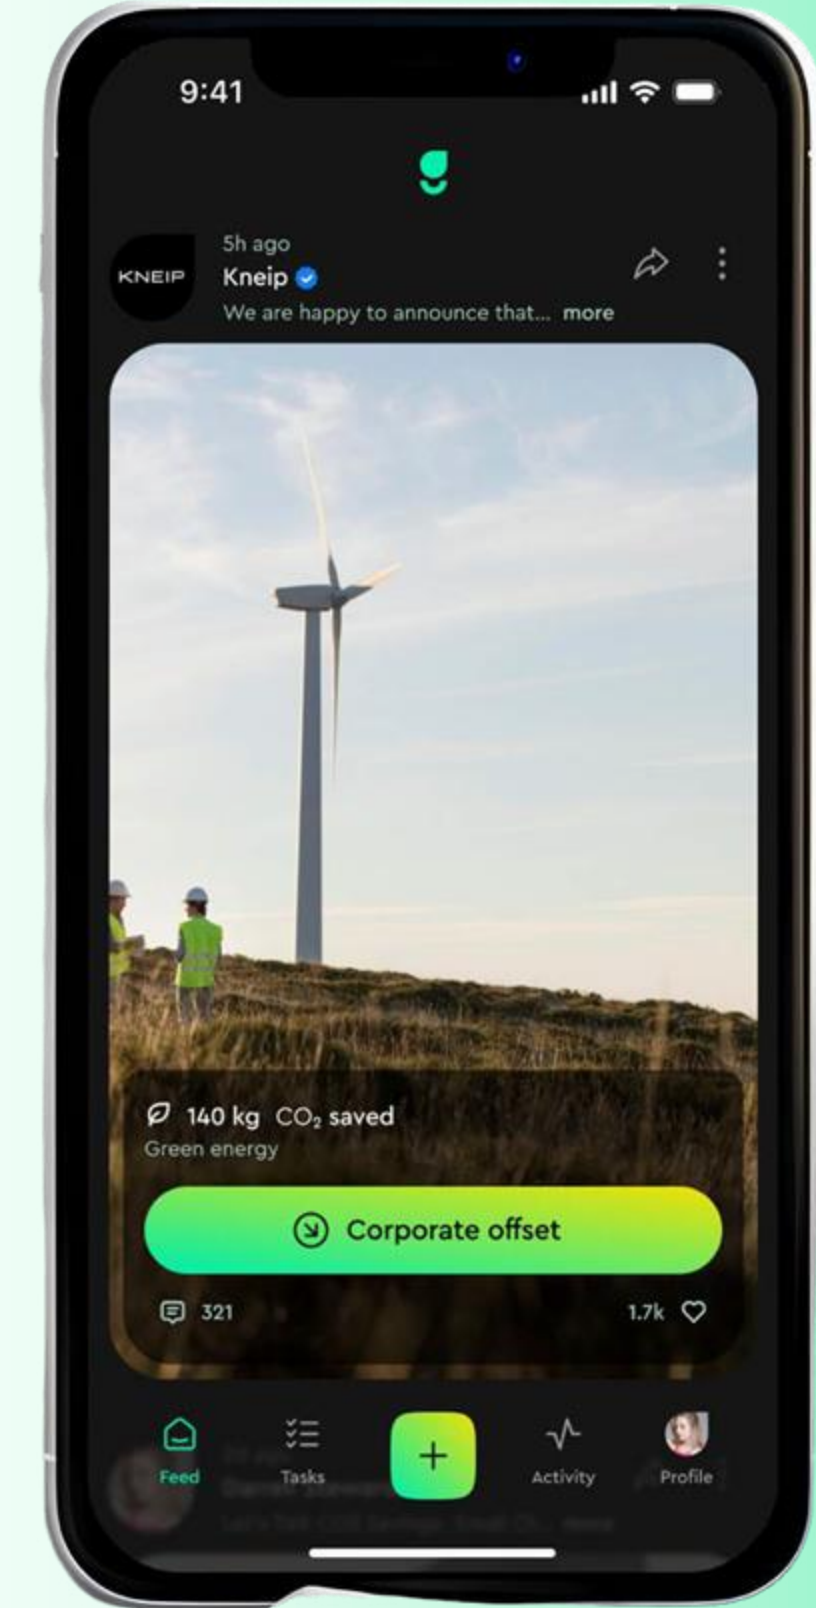 9:41
5h ago
KNEIP
Kneip
We are happy to announce that... more
140 kg CO₂ saved
Green energy
Corporate offset
321 1.7k
Feed Tasks + Activity Profile